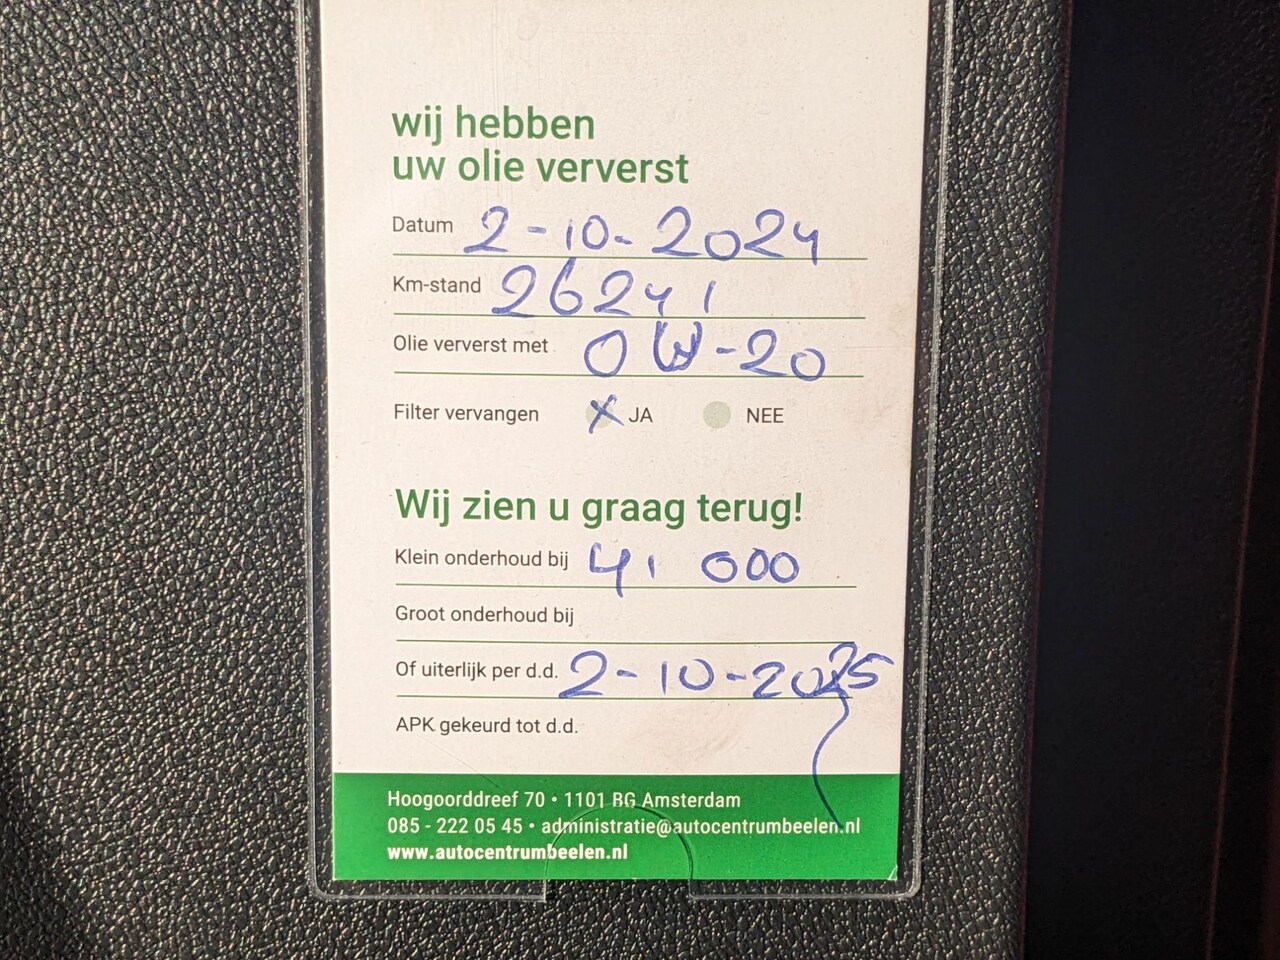 wij hebben
uw olie ververst
Datum 2-10-2024
Km-stand 26241
Olie ververst met 0W-20
Filter vervangen X JA NEE
Wij zien u graag terug!
Klein onderhoud bij 41 000
Groot onderhoud bij
Of uiterlijk per d.d. 2-10-2025
APK gekeurd tot d.d.
Hoogoorddreef 70 • 1101 BG Amsterdam
085 - 222 05 45 • administratie@autocentrumbeelen.nl
www.autocentrumbeelen.nl